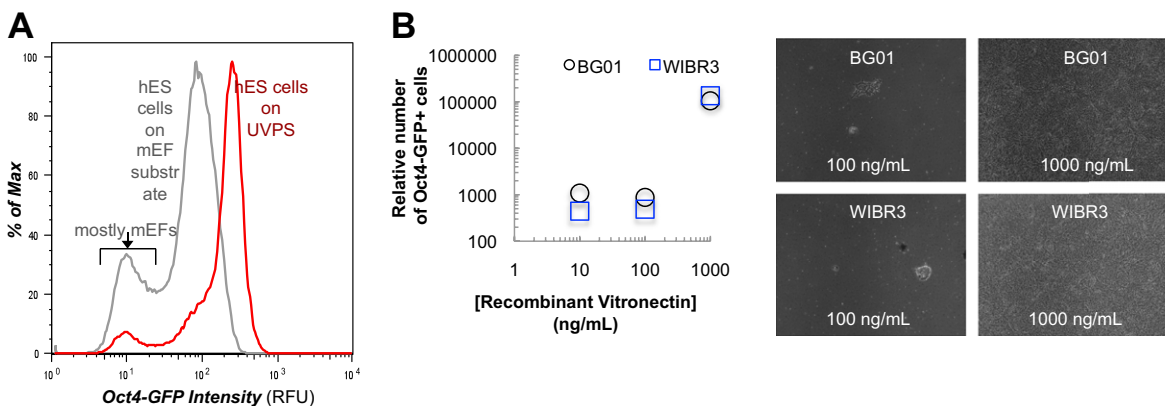 A
100
80
60
40
20
0
% of Max
hES
cells
on
mEF
substr
ate
hES cells
on
UVPS
mostly mEFs
10^0
10^1
10^2
10^3
10^4
Oct4-GFP Intensity (RFU)
B
Relative number
of Oct4-GFP+ cells
1000000
100000
10000
1000
100
BG01
WIBR3
1
10
100
1000
[Recombinant Vitronectin]
(ng/mL)
BG01
100 ng/mL
BG01
1000 ng/mL
WIBR3
100 ng/mL
WIBR3
1000 ng/mL